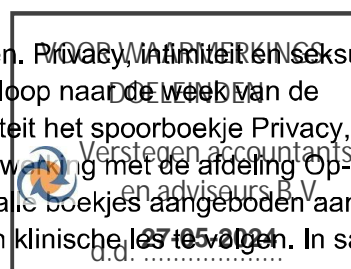 n. Privacy, intimiteit en seksu
VOOR WAARMERKINGS-
loop naar de week van de
DOELEINDEN
teit het spoorboekje Privacy,
Verstegen accountants
werking met de afdeling Op-
en adviseurs B.V.
alle boekjes aangeboden aan
n klinische les te volgen. In sa
d.d. 27-05-2024